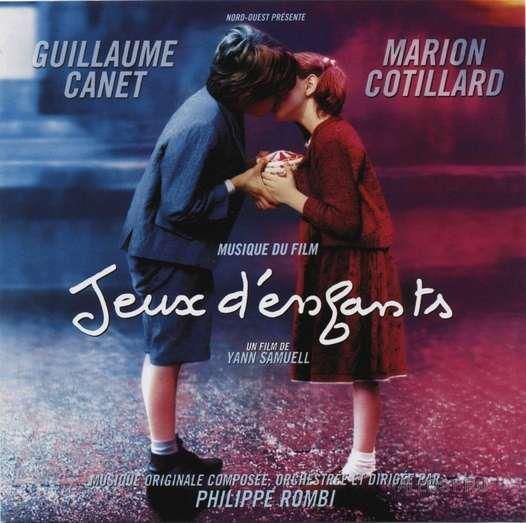 NORD-OUEST PRÉSENTE
GUILLAUME CANET
MARION COTILLARD
MUSIQUE DU FILM
Jeux d'enfants
UN FILM DE
YANN SAMUELL
MUSIQUE ORIGINALE COMPOSÉE, ORCHESTRÉE ET DIRIGÉE PAR
PHILIPPE ROMBI